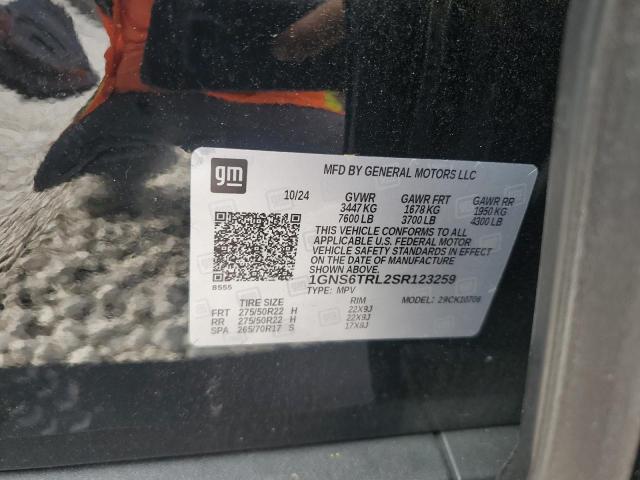 gm
MFD BY GENERAL MOTORS LLC
10/24 GVWR GAWR FRT GAWR RR
3447 KG 1678 KG 1950 KG
7600 LB 3700 LB 4300 LB
THIS VEHICLE CONFORMS TO ALL
APPLICABLE U.S. FEDERAL MOTOR
VEHICLE SAFETY STANDARDS IN EFFECT
ON THE DATE OF MANUFACTURE
SHOWN ABOVE.
8555
1GNS6TRL2SR123259
TYPE: MPV MODEL: 29CK10706
TIRE SIZE RIM
FRT 275/50R22 H 22X9J
RR 275/50R22 H 22X9J
SPA 265/70R17 S 17X8J